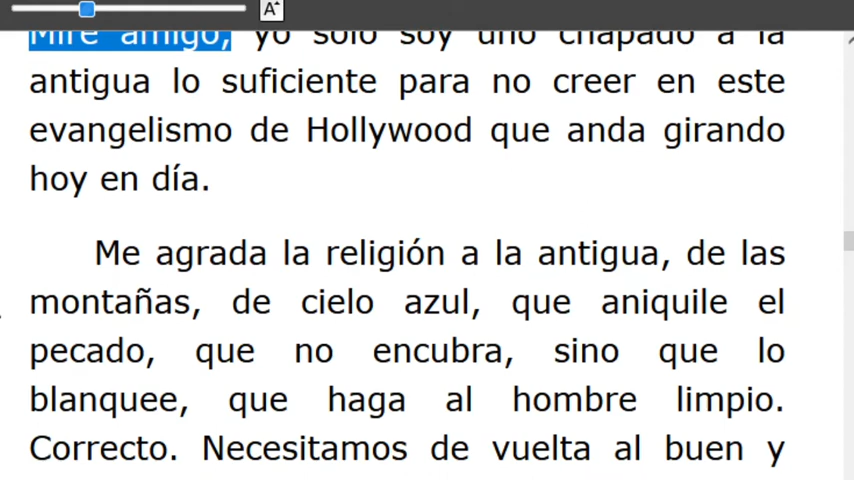 A
Mire amigo, yo solo soy uno chapado a la
antigua lo suficiente para no creer en este
evangelismo de Hollywood que anda girando
hoy en día.
Me agrada la religión a la antigua, de las
montañas, de cielo azul, que aniquile el
pecado, que no encubra, sino que lo
blanquee, que haga al hombre limpio.
Correcto. Necesitamos de vuelta al buen y